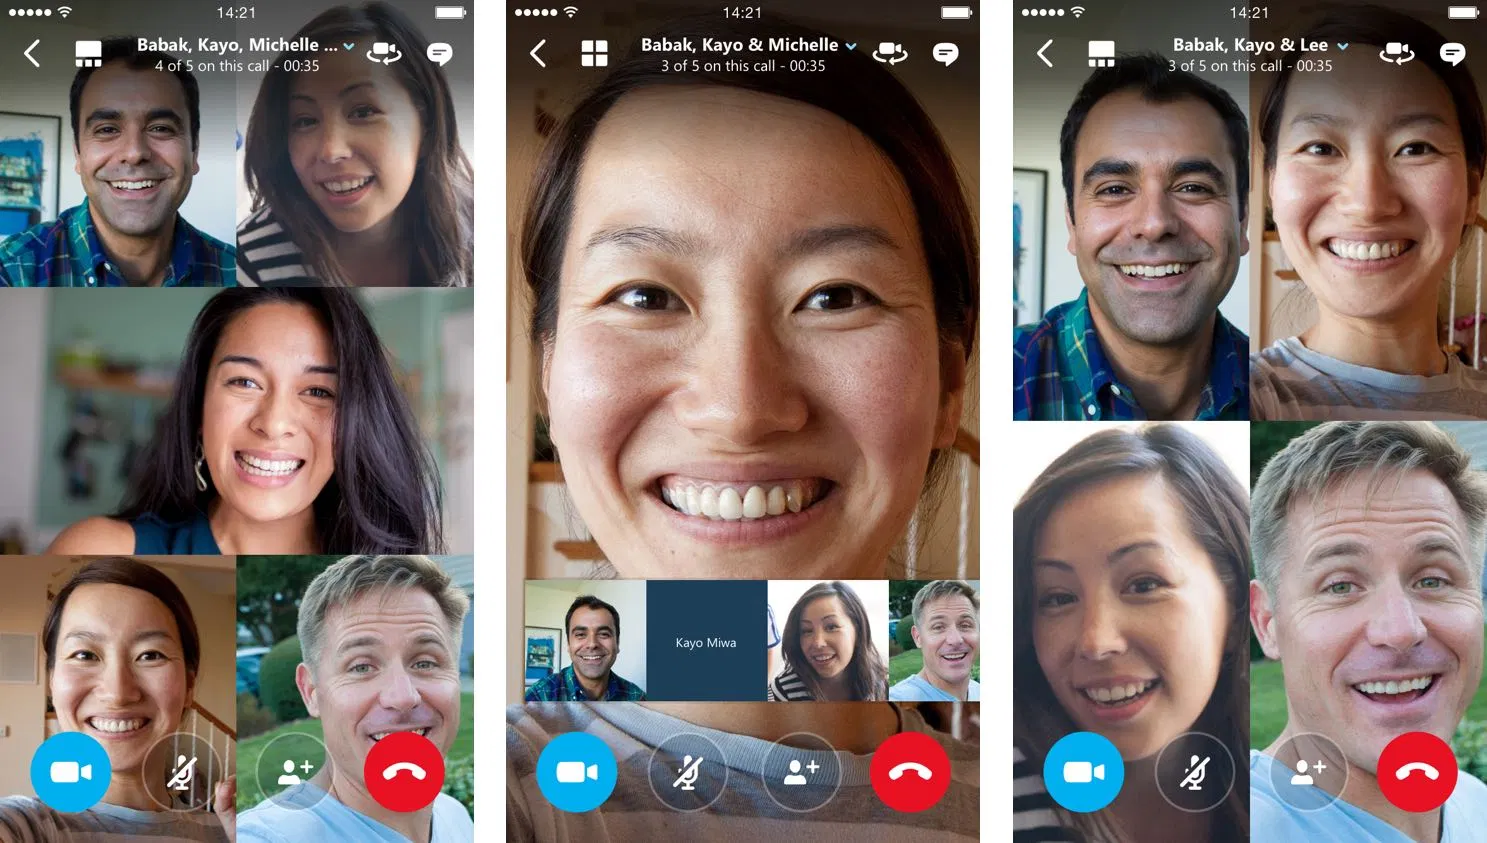 14:21
Babak, Kayo, Michelle ...
4 of 5 on this call - 00:35
14:21
Babak, Kayo & Michelle
3 of 5 on this call - 00:35
Kayo Miwa
14:21
Babak, Kayo & Lee
3 of 5 on this call - 00:35